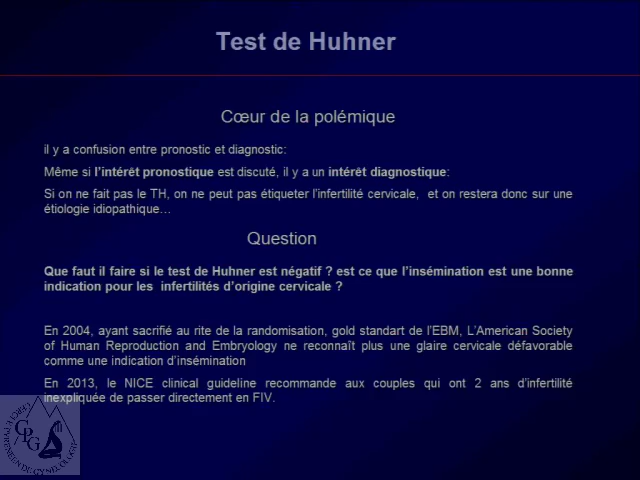 Test de Huhner
Cœur de la polémique
il y a confusion entre pronostic et diagnostic:
Même si l'intérêt pronostique est discuté, il y a un intérêt diagnostique:
Si on ne fait pas le TH, on ne peut pas étiqueter l'infertilité cervicale, et on restera donc sur une
étiologie idiopathique…
Question
Que faut il faire si le test de Huhner est négatif ? est ce que l'insémination est une bonne
indication pour les infertilités d'origine cervicale ?
En 2004, ayant sacrifié au rite de la randomisation, gold standart de l'EBM, L'American Society
of Human Reproduction and Embryology ne reconnaît plus une glaire cervicale défavorable
comme une indication d'insémination
En 2013, le NICE clinical guideline recommande aux couples qui ont 2 ans d'infertilité
inexpliquée de passer directement en FIV.
CERCLE PYRENEEN DE GYNECOLOGIE
CPG